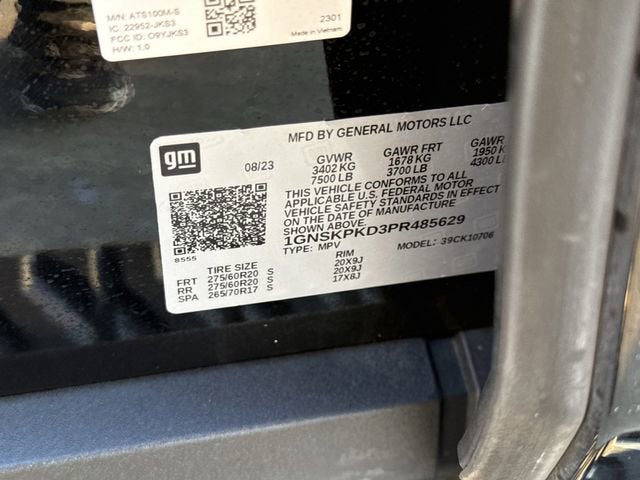 M/N: ATS100M-S
IC: 22952-JKS3
FCC ID: O9YJKS3
H/W: 1.0
2301
Made in Vietnam
gm
MFD BY GENERAL MOTORS LLC
08/23 GVWR GAWR FRT GAWR
3402 KG 1678 KG 1950 K
7500 LB 3700 LB 4300 L
THIS VEHICLE CONFORMS TO ALL
APPLICABLE U.S. FEDERAL MOTOR
VEHICLE SAFETY STANDARDS IN EFFECT
ON THE DATE OF MANUFACTURE
SHOWN ABOVE.
1GNSKPKD3PR485629
TYPE: MPV MODEL: 39CK10706
8555
TIRE SIZE RIM
FRT 275/60R20 S 20X9J
RR 275/60R20 S 20X9J
SPA 265/70R17 S 17X8J